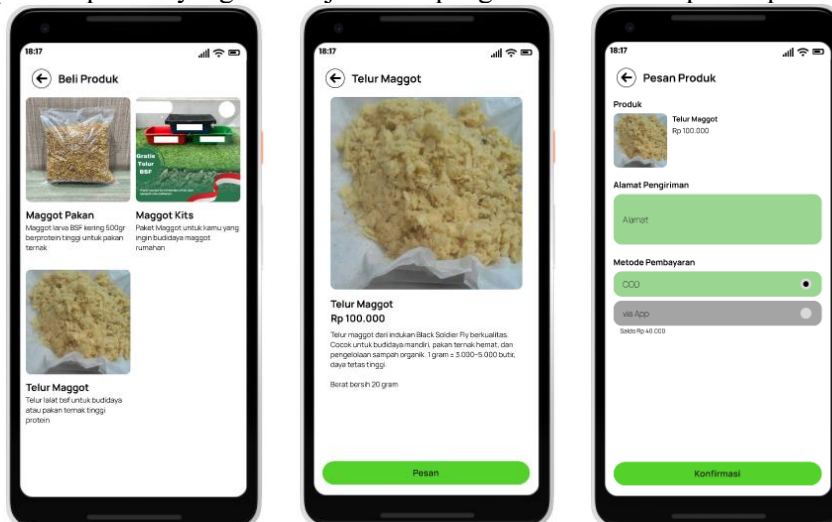 18:17
Beli Produk
Gratis
Telur
BSF
Maggot Pakan
Maggot larva BSF kering 500gr
berprotein tinggi untuk pakan
ternak
Maggot Kits
Paket Maggot untuk kamu yang
ingin budidaya maggot
rumahan
Telur Maggot
Telur lalat bsf untuk budidaya
atau pakan ternak tinggi
protein
18:17
Telur Maggot
Telur Maggot
Rp 100.000
Telur maggot dari indukan Black Soldier Fly berkualitas.
Cocok untuk budidaya mandiri, pakan ternak hemat, dan
pengelolaan sampah organik. 1 gram ± 3.000–5.000 butir,
daya tetas tinggi.
Berat bersih 20 gram
Pesan
18:17
Pesan Produk
Produk
Telur Maggot
Rp 100.000
Alamat Pengiriman
Alamat
Metode Pembayaran
COD
via App
Saldo Rp 40.000
Konfirmasi